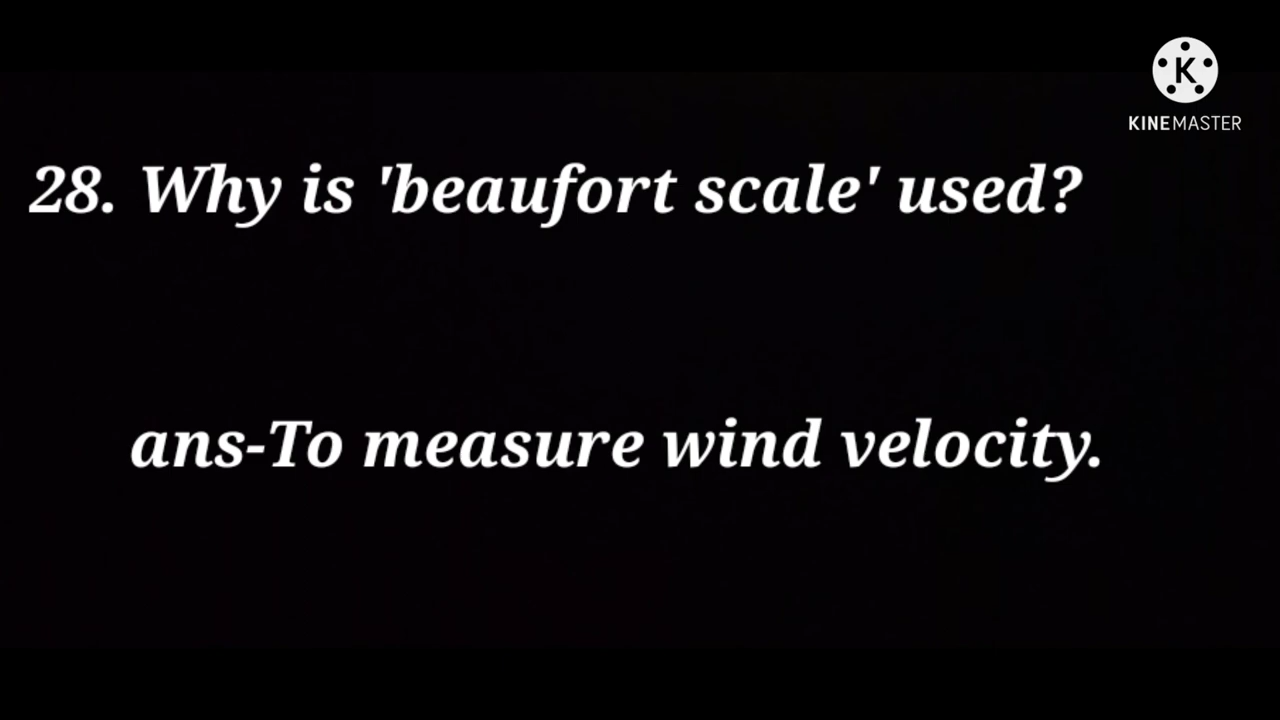 KINEMASTER
28. Why is 'beaufort scale' used?
ans-To measure wind velocity.